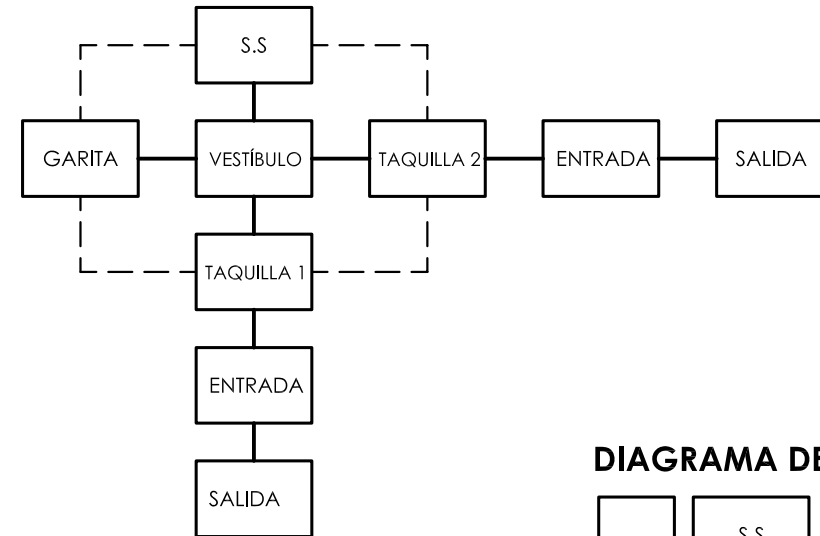 S.S
GARITA
VESTÍBULO
TAQUILLA 2
ENTRADA
SALIDA
TAQUILLA 1
ENTRADA
SALIDA
DIAGRAMA DE
S.S